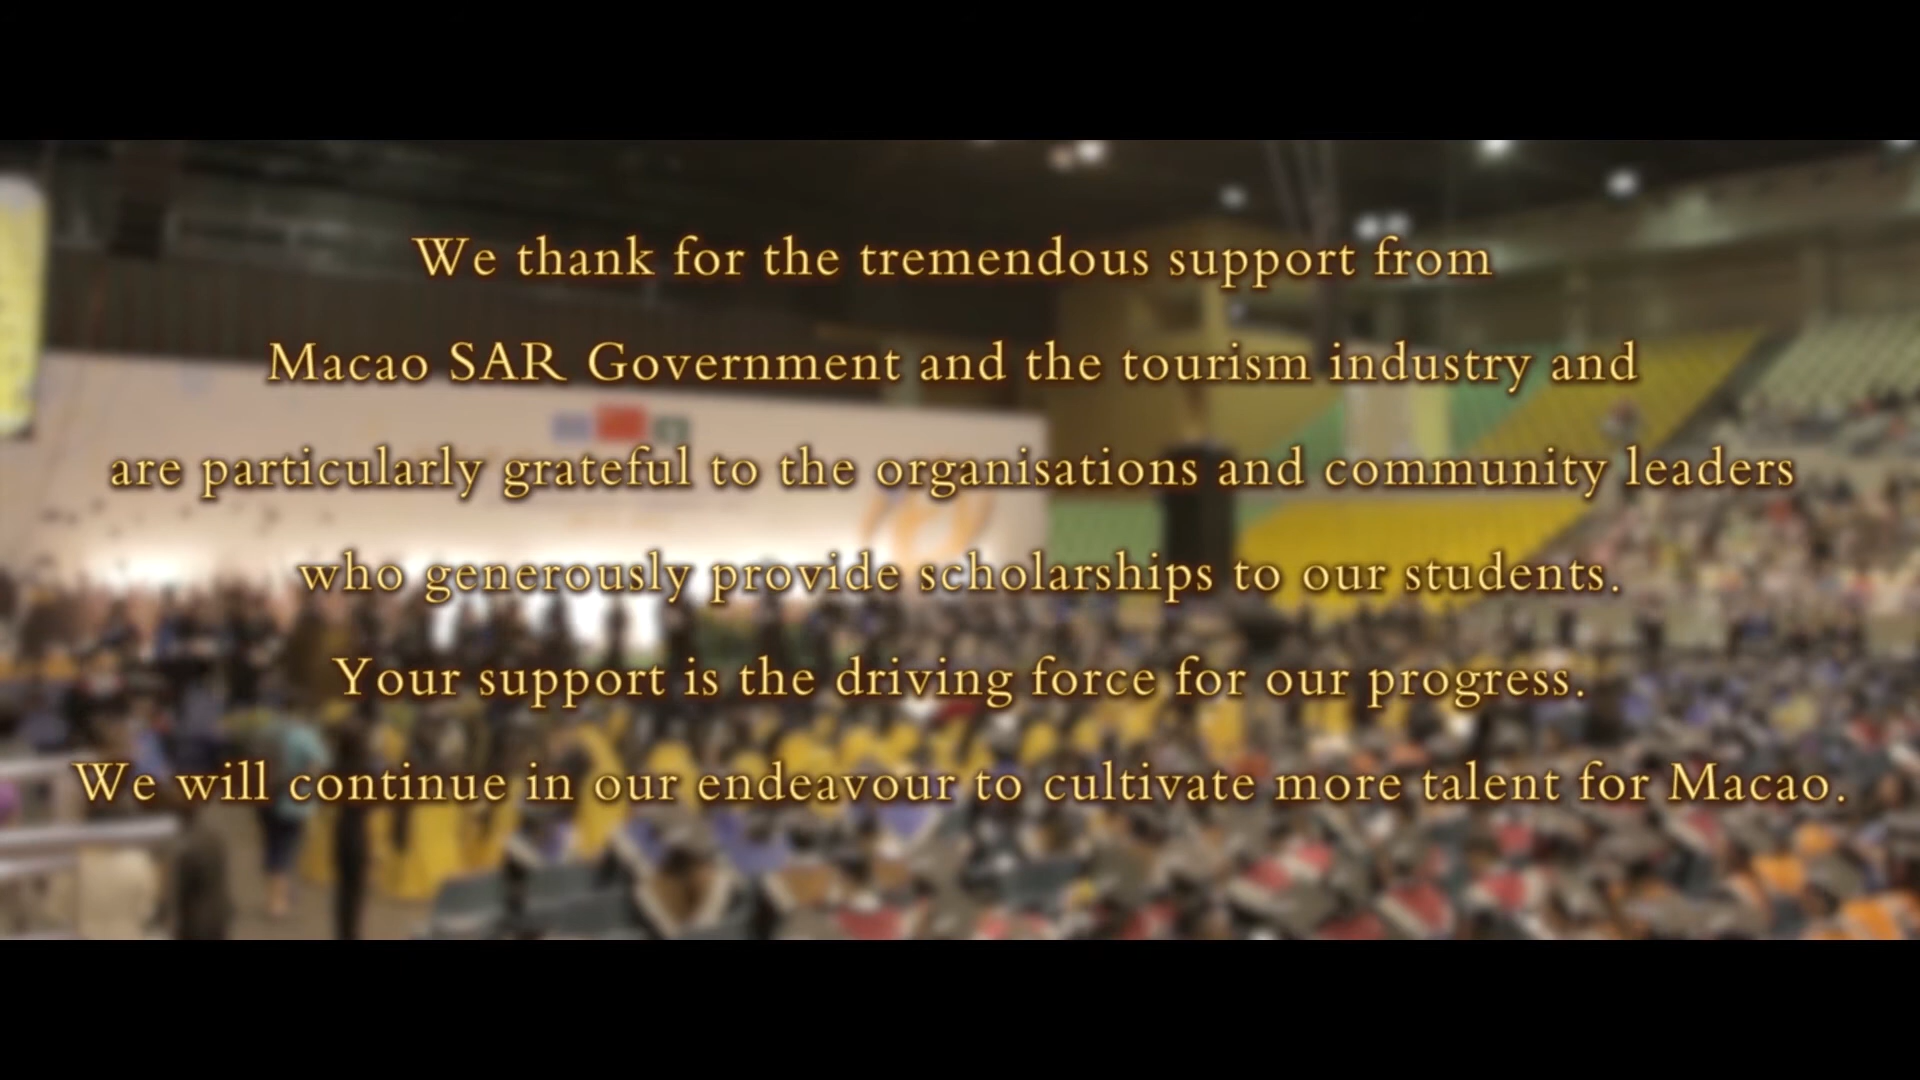 We thank for the tremendous support from
Macao SAR Government and the tourism industry and
are particularly grateful to the organisations and community leaders
who generously provide scholarships to our students.
Your support is the driving force for our progress.
We will continue in our endeavour to cultivate more talent for Macao.